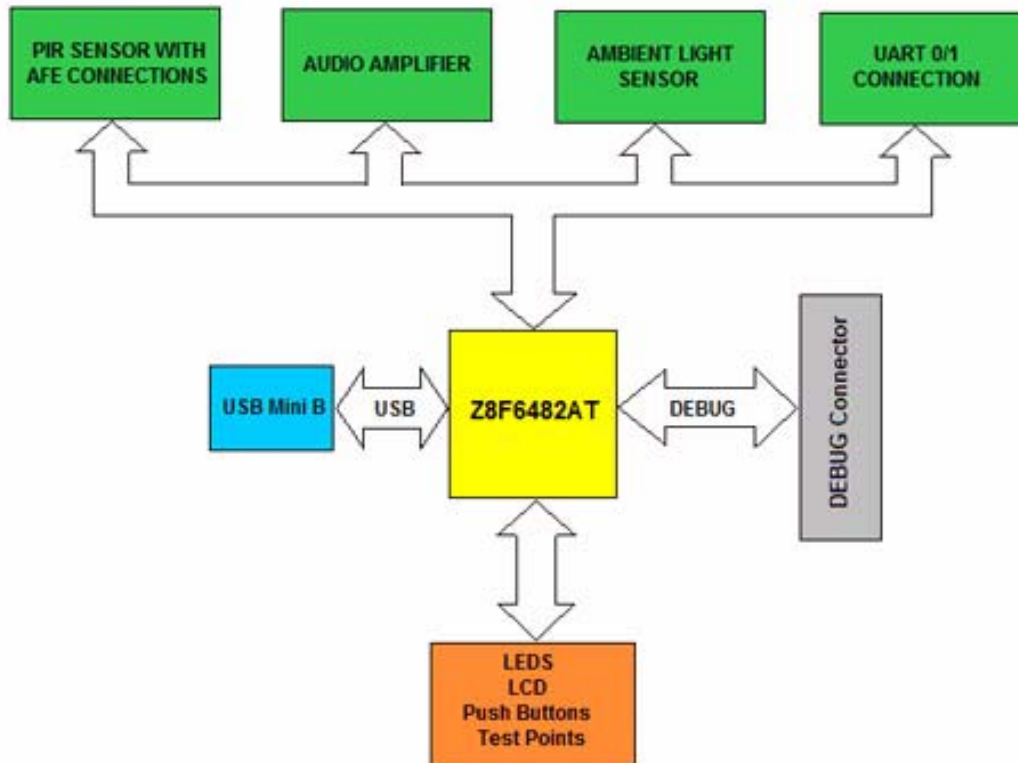 PIR SENSOR WITH
AFE CONNECTIONS
AUDIO AMPLIFIER
AMBIENT LIGHT
SENSOR
UART 0/1
CONNECTION
USB Mini B
USB
Z8F6482AT
DEBUG
DEBUG Connector
LEDS
LCD
Push Buttons
Test Points